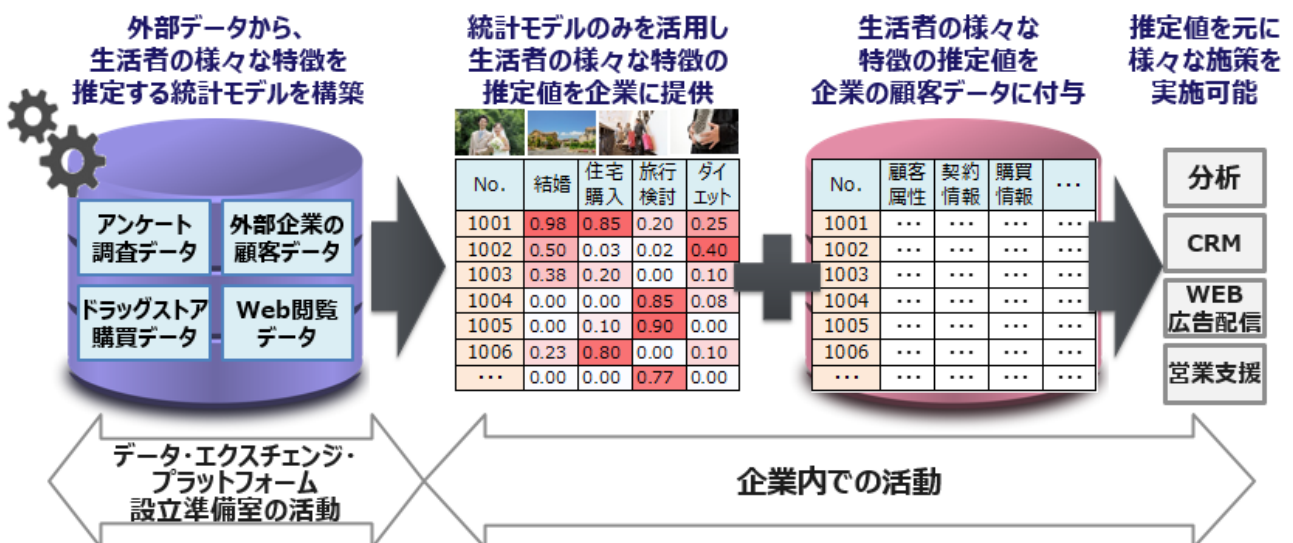 外部データから、
生活者の様々な特徴を
推定する統計モデルを構築
アンケート
調査データ
外部企業の
顧客データ
ドラッグストア
購買データ
Web閲覧
データ
統計モデルのみを活用し
生活者の様々な特徴の
推定値を企業に提供
No. 結婚 住宅購入 旅行検討 ダイエット
1001 0.98 0.85 0.20 0.25
1002 0.50 0.03 0.02 0.40
1003 0.38 0.20 0.00 0.10
1004 0.00 0.00 0.85 0.08
1005 0.00 0.10 0.90 0.00
1006 0.23 0.80 0.00 0.10
… 0.00 0.00 0.77 0.00
生活者の様々な
特徴の推定値を
企業の顧客データに付与
No. 顧客属性 契約情報 購買情報 …
1001 … … … …
1002 … … … …
1003 … … … …
1004 … … … …
1005 … … … …
1006 … … … …
… … … … …
推定値を元に
様々な施策を
実施可能
分析
CRM
WEB
広告配信
営業支援
データ・エクスチェンジ・
プラットフォーム
設立準備室の活動
企業内での活動